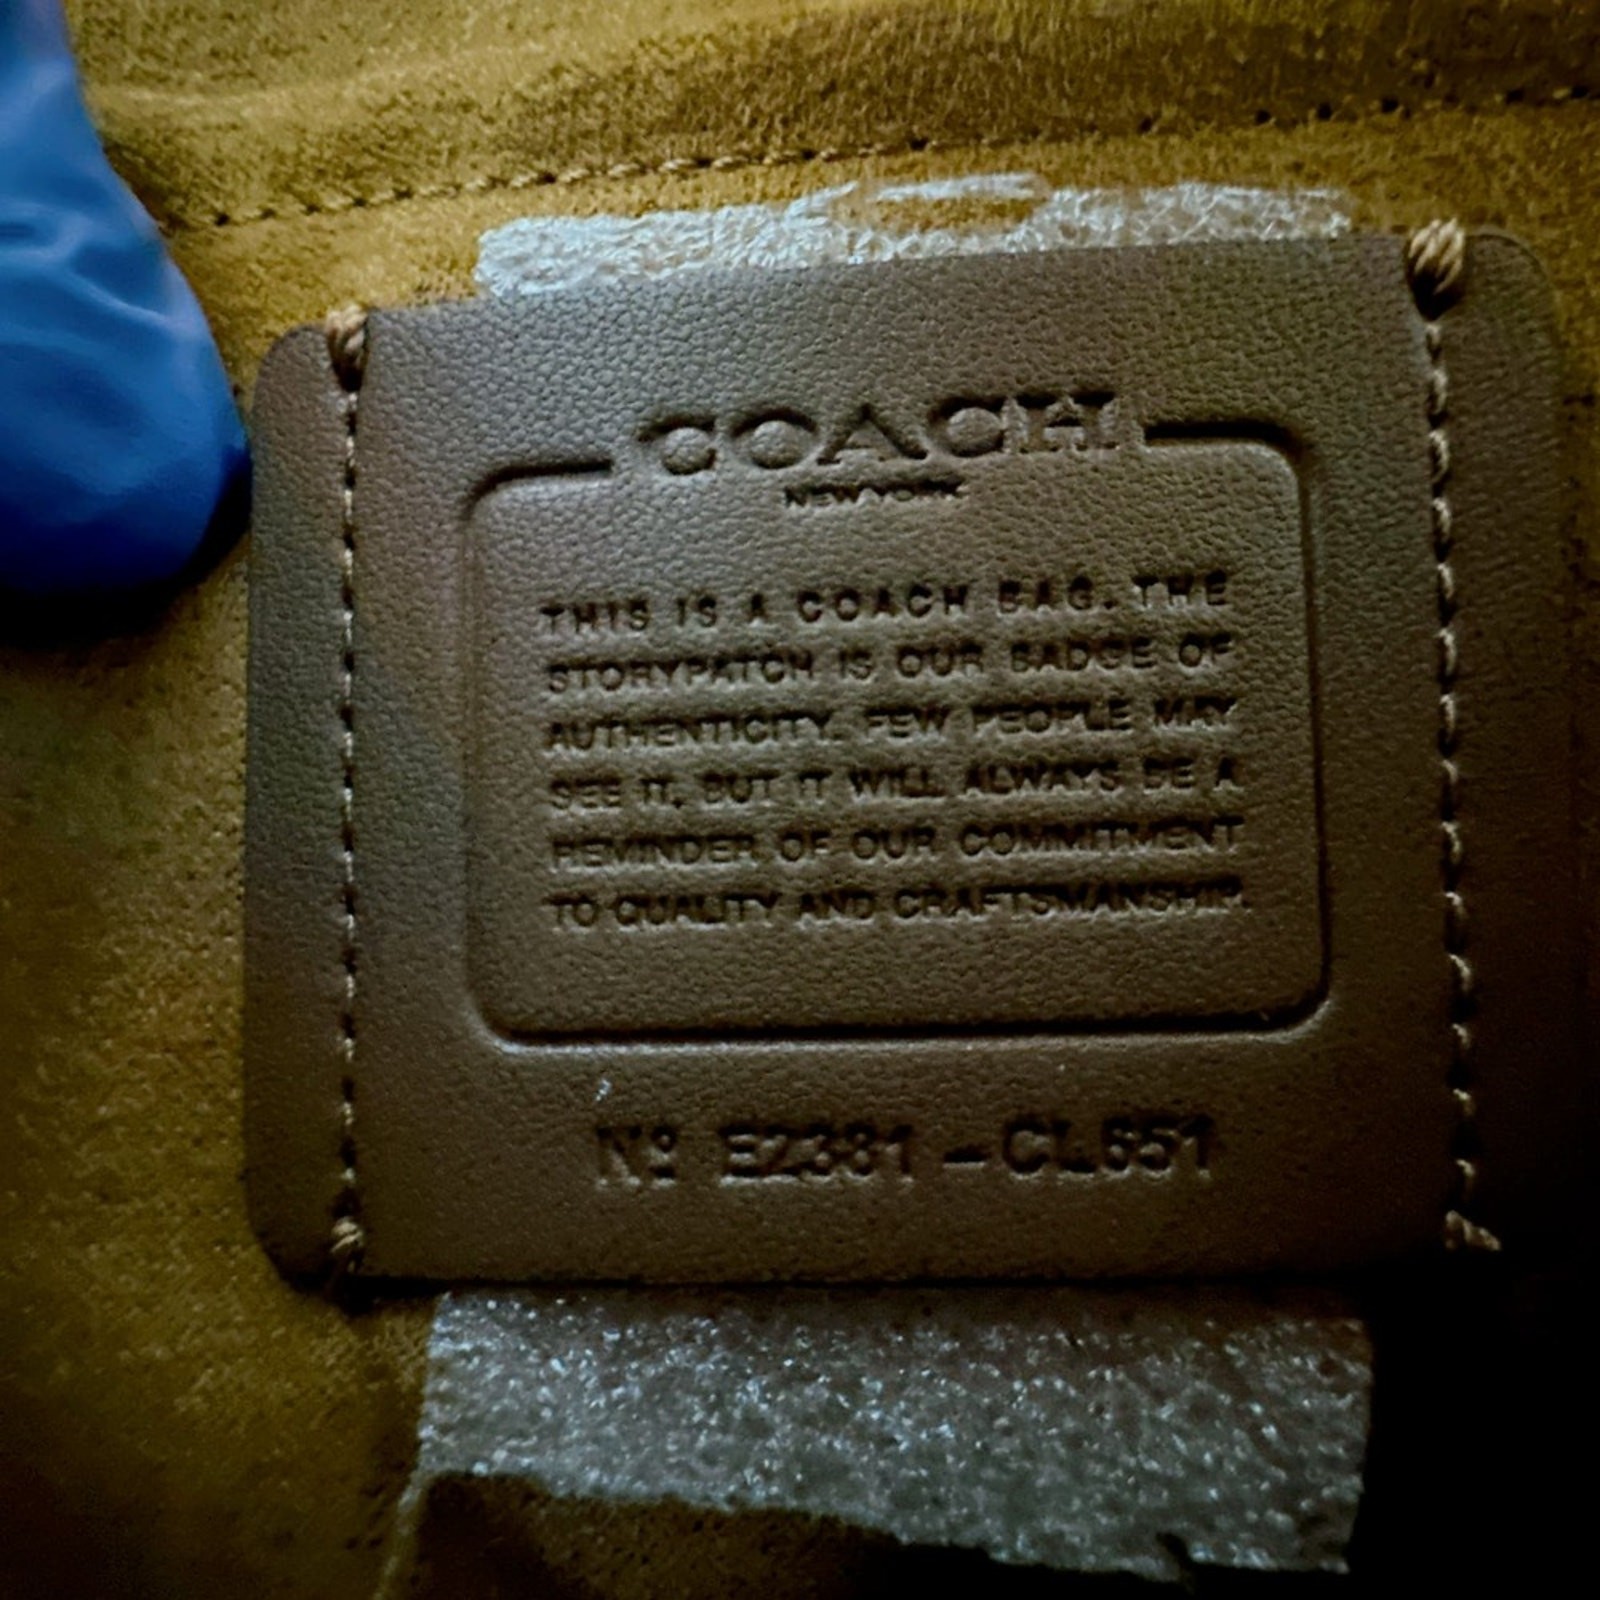 COACH
NEW YORK
THIS IS A COACH BAG. THE
STORYPATCH IS OUR BADGE OF
AUTHENTICITY. FEW PEOPLE MAY
SEE IT, BUT IT WILL ALWAYS BE A
REMINDER OF OUR COMMITMENT
TO QUALITY AND CRAFTSMANSHIP.
Nº E2381 - CL651